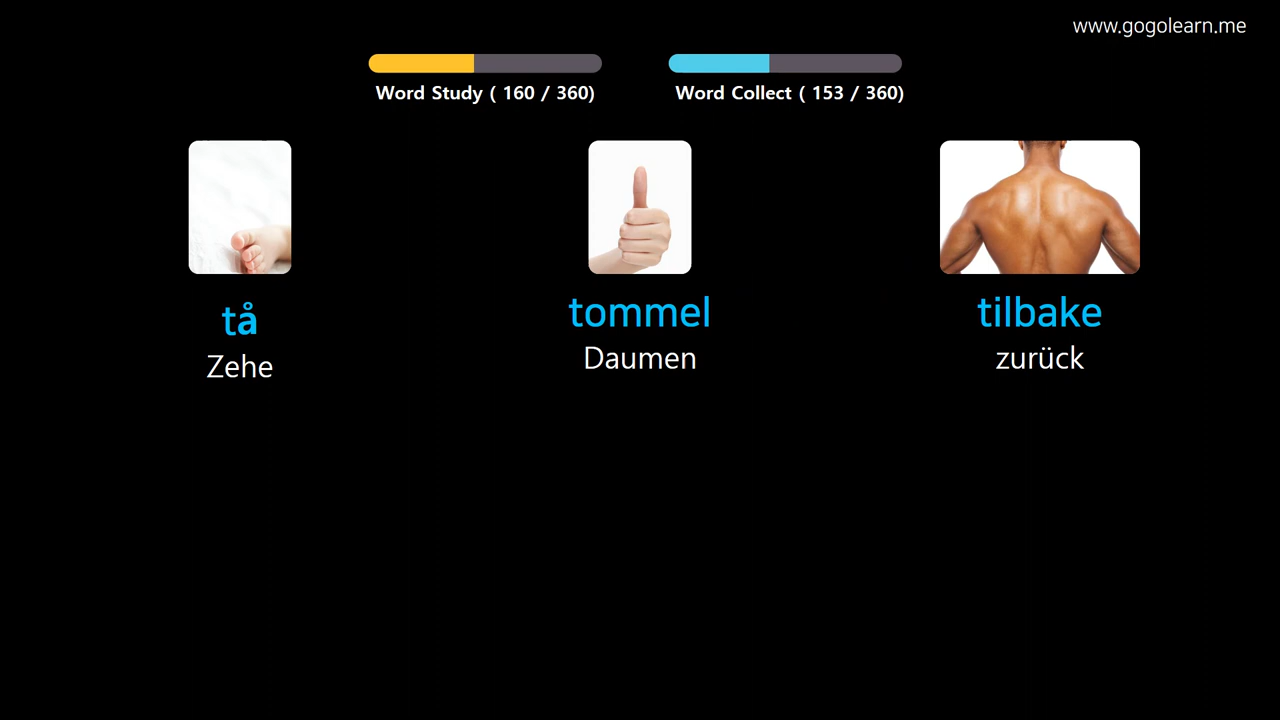 www.gogolearn.me
Word Study ( 160 / 360)
Word Collect ( 153 / 360)
tå
Zehe
tommel
Daumen
tilbake
zurück